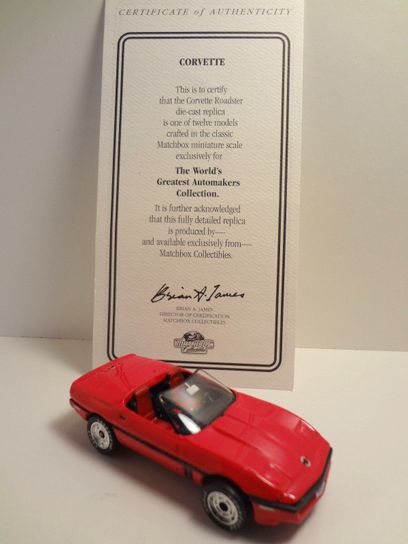 CERTIFICATE of AUTHENTICITY
CORVETTE
This is to certify
that the Corvette Roadster
die-cast replica
is one of twelve models
crafted in the classic
Matchbox miniature scale
exclusively for
The World's
Greatest Automakers
Collection.
It is further acknowledged
that this fully detailed replica
is produced by—
and available exclusively from—
Matchbox Collectibles.
Brian A. James
BRIAN A. JAMES
DIRECTOR OF CERTIFICATION
MATCHBOX COLLECTIBLES